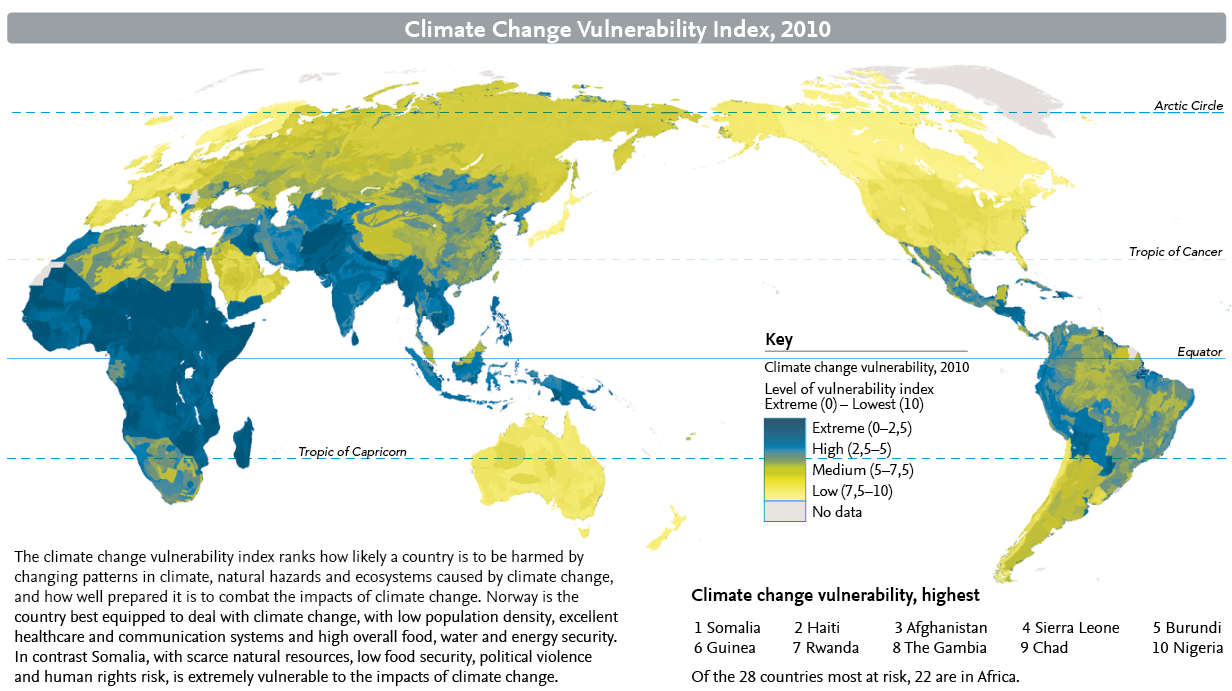 Climate Change Vulnerability Index, 2010
Arctic Circle
Tropic of Cancer
Key
Climate change vulnerability, 2010
Equator
Level of vulnerability index
Extreme (0) – Lowest (10)
Extreme (0–2,5)
High (2,5–5)
Tropic of Capricorn
Medium (5–7,5)
Low (7,5–10)
No data
The climate change vulnerability index ranks how likely a country is to be harmed by
changing patterns in climate, natural hazards and ecosystems caused by climate change,
and how well prepared it is to combat the impacts of climate change. Norway is the
country best equipped to deal with climate change, with low population density, excellent
healthcare and communication systems and high overall food, water and energy security.
In contrast Somalia, with scarce natural resources, low food security, political violence
and human rights risk, is extremely vulnerable to the impacts of climate change.
Climate change vulnerability, highest
1 Somalia 2 Haiti 3 Afghanistan 4 Sierra Leone 5 Burundi
6 Guinea 7 Rwanda 8 The Gambia 9 Chad 10 Nigeria
Of the 28 countries most at risk, 22 are in Africa.